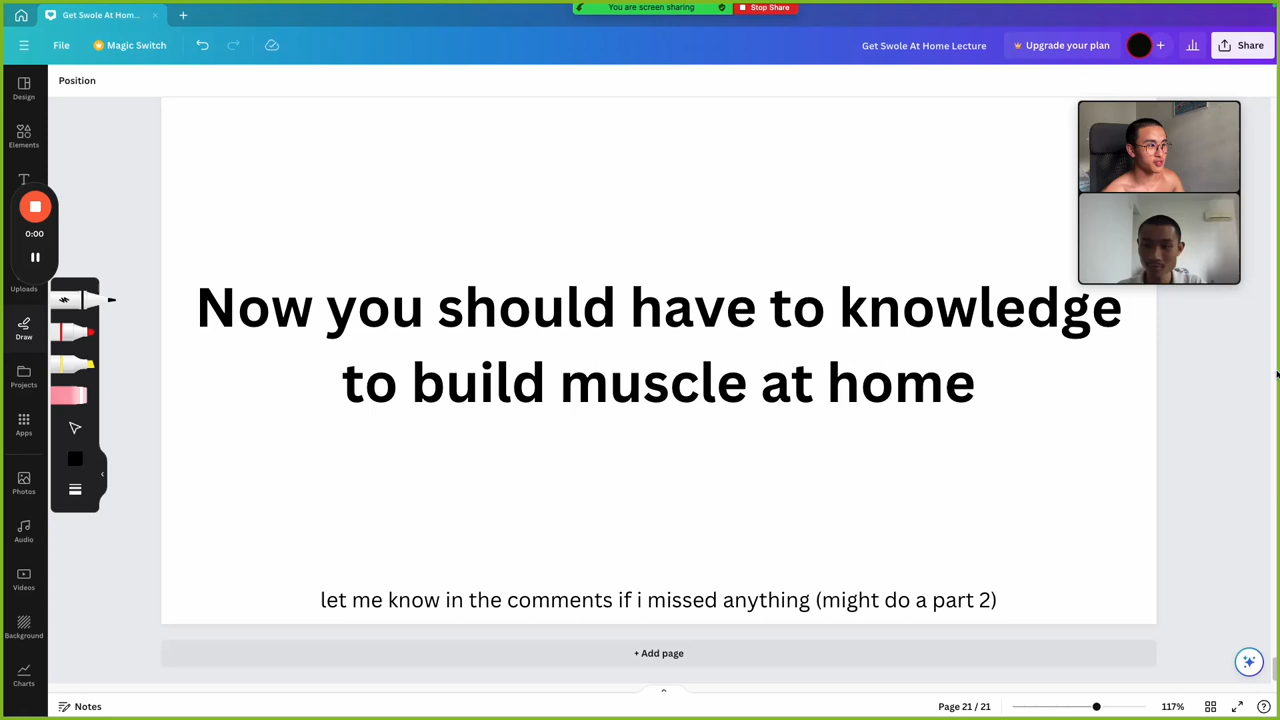 Get Swole At Home...
You are screen sharing
Stop Share
File
Magic Switch
Get Swole At Home Lecture
Upgrade your plan
Share
Position
Design
Elements
0:00
Uploads
Draw
Projects
Apps
Photos
Audio
Videos
Background
Charts
Now you should have to knowledge
to build muscle at home
let me know in the comments if i missed anything (might do a part 2)
+ Add page
Notes
Page 21 / 21
117%